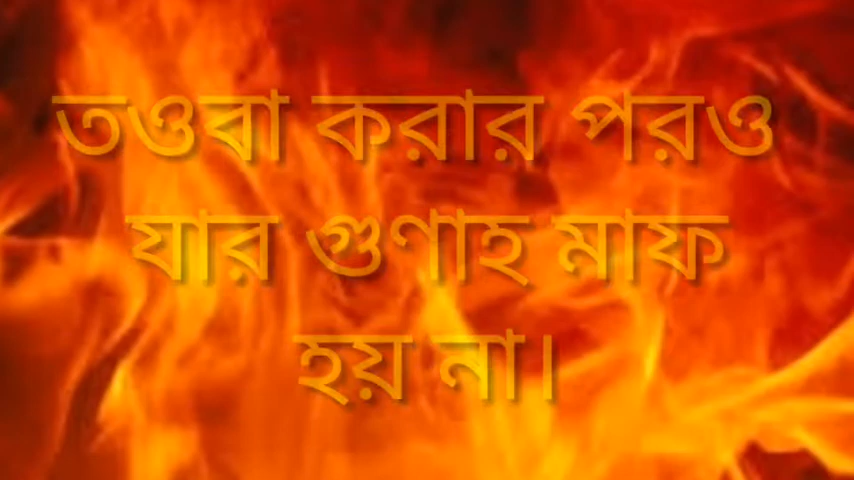 তওবা করার পরও
যার গুণাহ মাফ
হয় না।